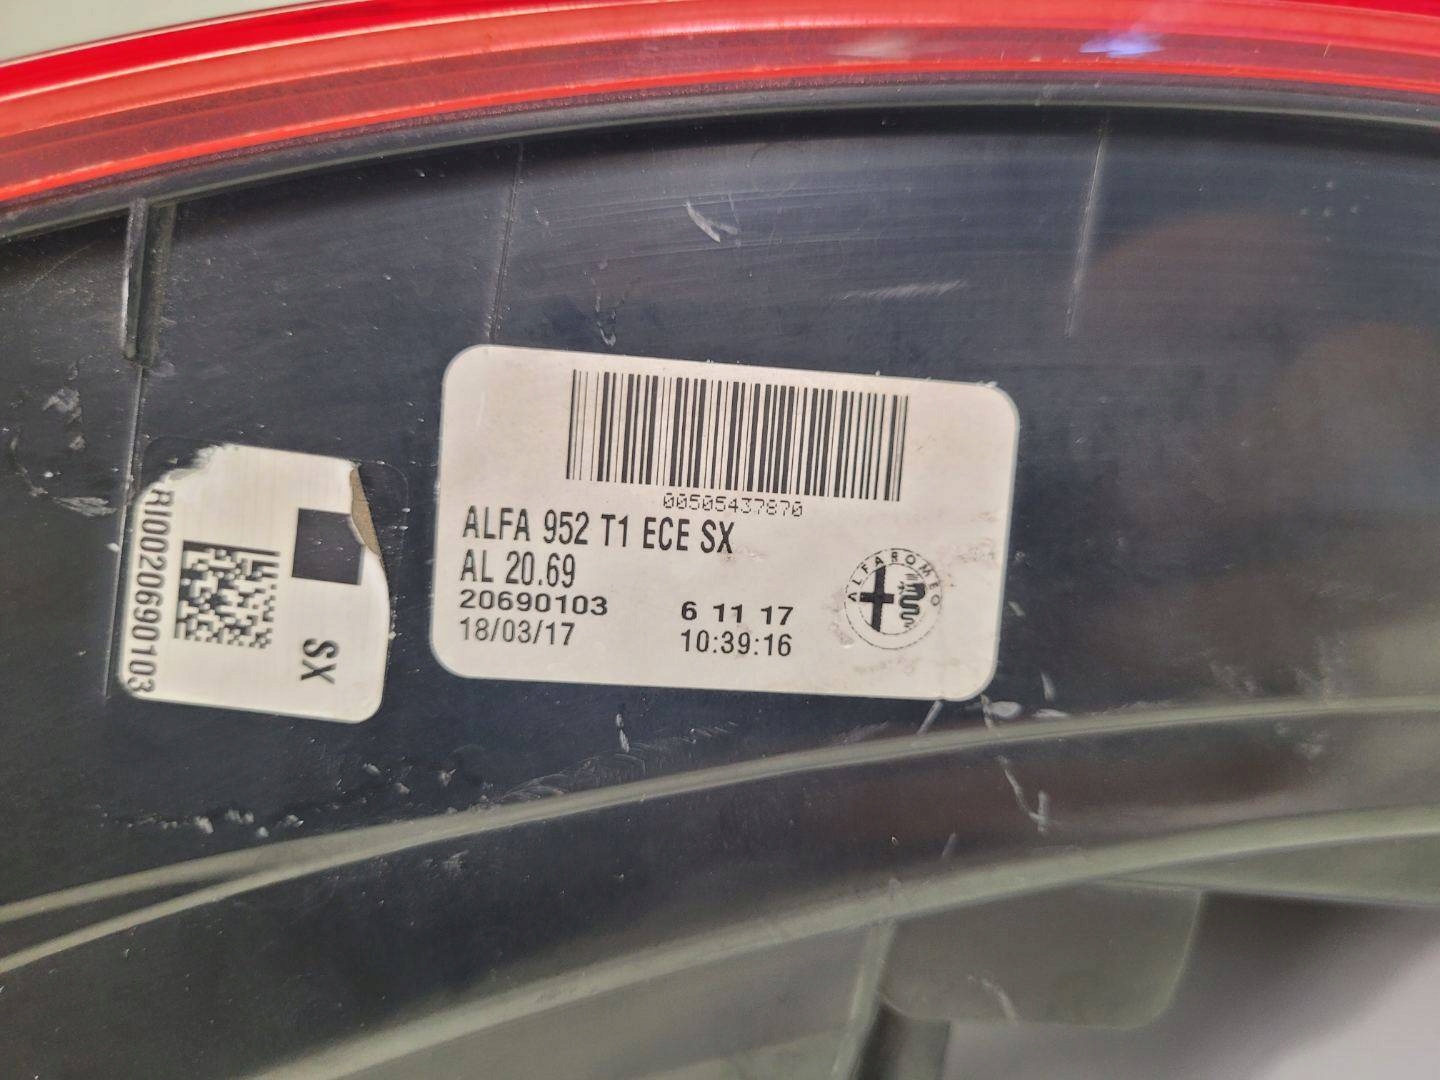 00505437870
ALFA 952 T1 ECE SX
AL 20.69
20690103
18/03/17
6 11 17
10:39:16
ALFA ROMEO
RI0020690103
SX